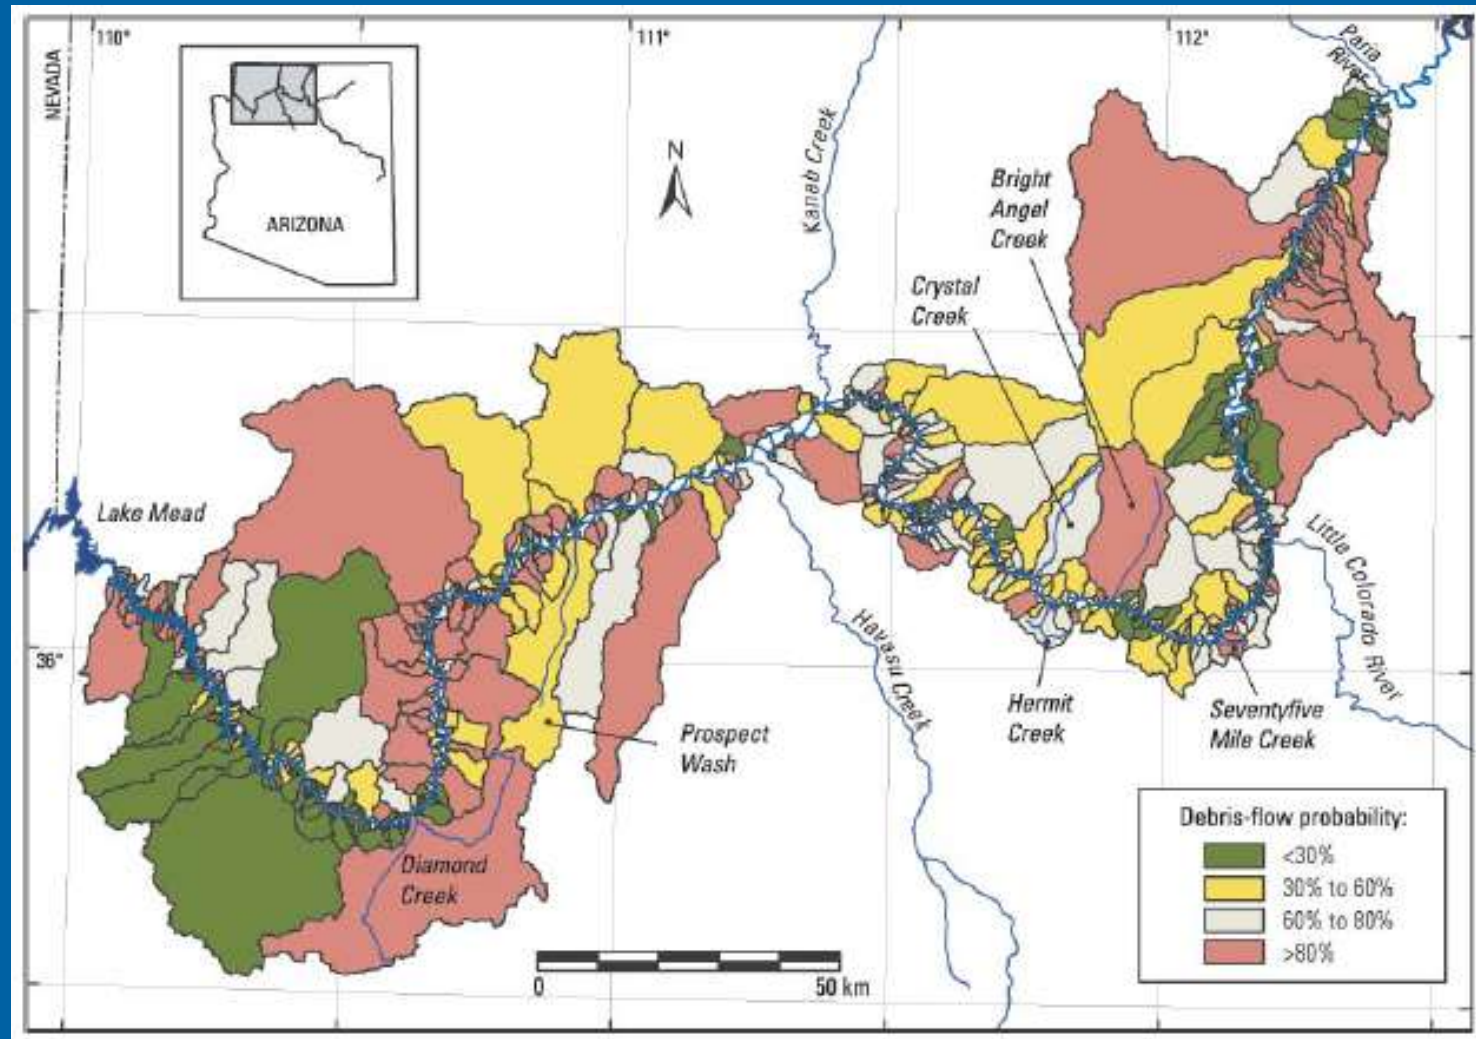 110°
111°
112°
NEVADA
Paria
River
Kanab Creek
N
ARIZONA
Bright
Angel
Creek
Crystal
Creek
Lake Mead
Little Colorado River
Havasu Creek
36°
Prospect
Wash
Hermit
Creek
Seventyfive
Mile Creek
Diamond
Creek
Debris-flow probability:
<30%
30% to 60%
60% to 80%
>80%
0
50 km